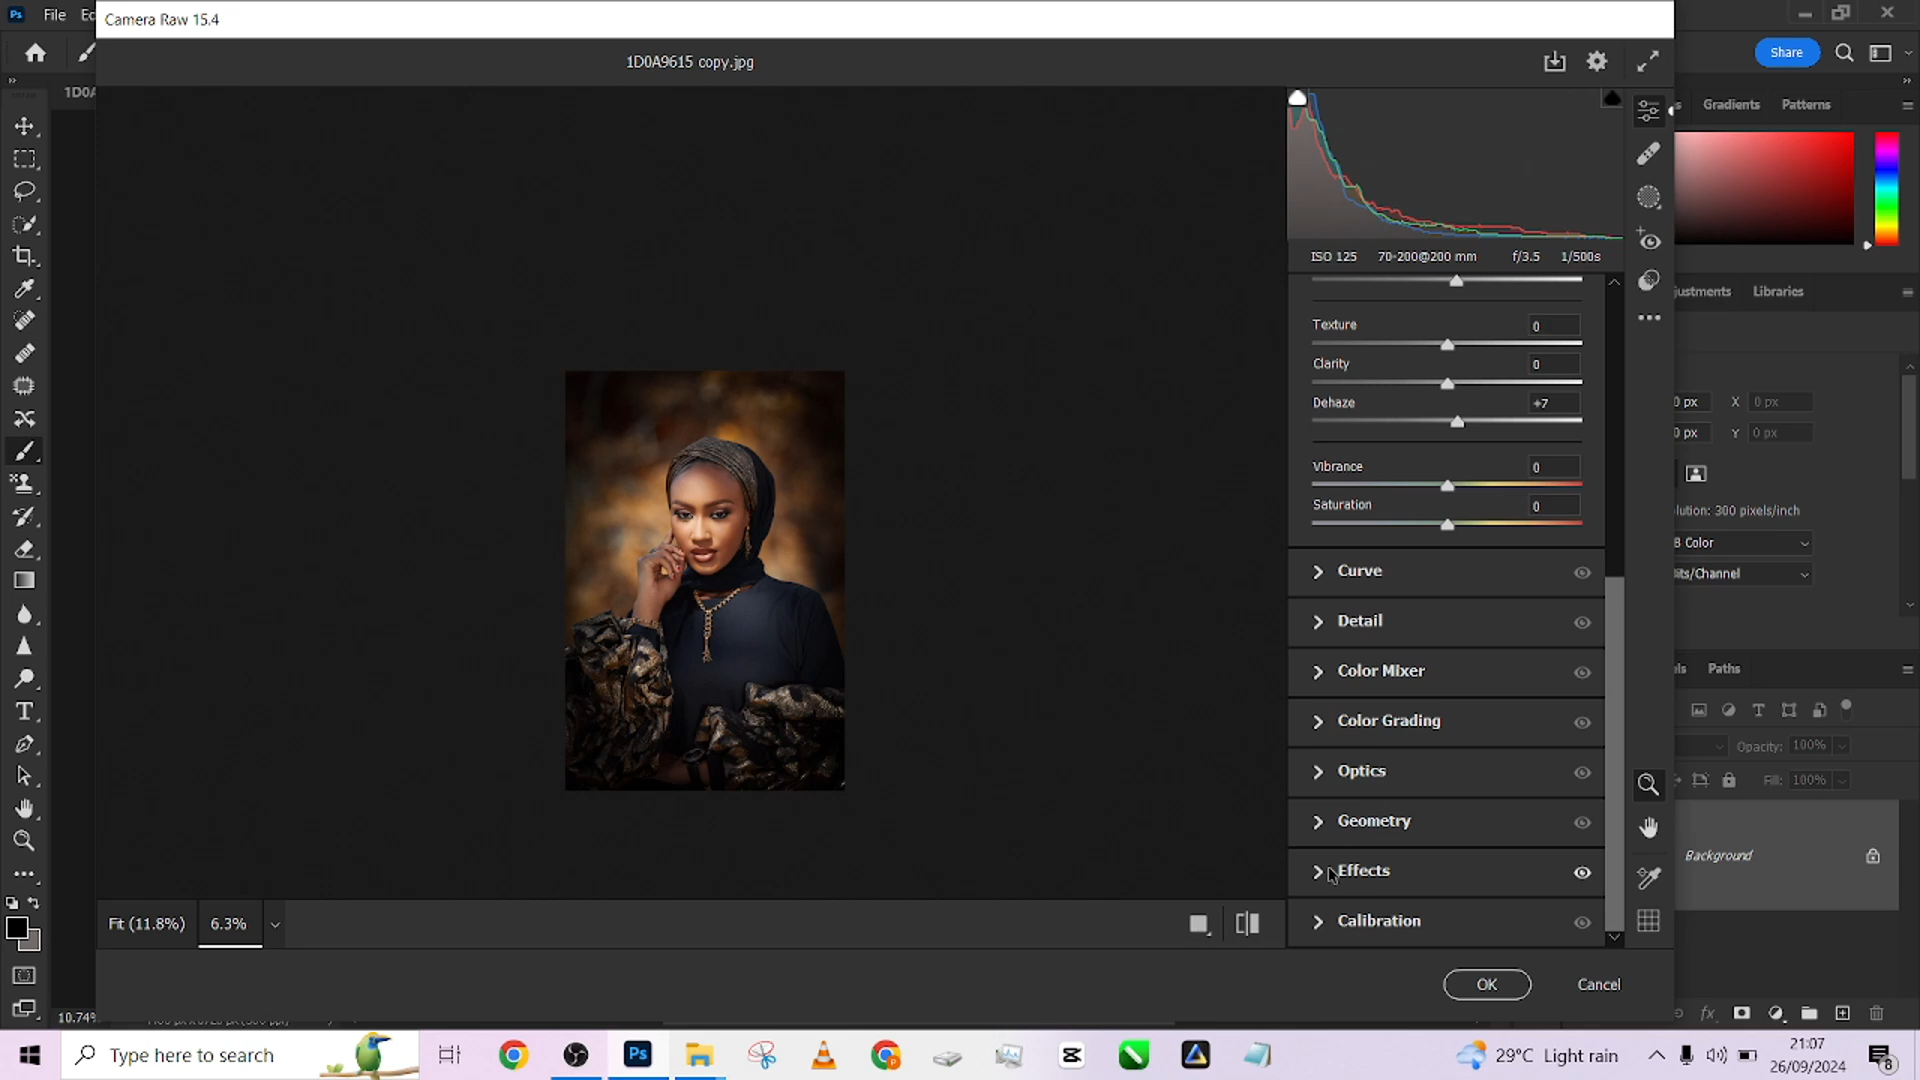 Camera Raw 15.4
File
1D0A9615 copy.jpg
Share
1D0A
Gradients
Patterns
ISO 125
70-200@200 mm
f/3.5
1/500s
Libraries
Texture
0
Clarity
0
Dehaze
+7
0 px
X
0 px
0 px
Y
0 px
Vibrance
0
Saturation
0
300 pixels/inch
Color
/Channel
Curve
Detail
Color Mixer
Color Grading
Optics
Geometry
Effects
Calibration
Paths
Opacity:
100%
Fill:
100%
Background
Fit (11.8%)
6.3%
OK
Cancel
10.74%
Type here to search
29°C Light rain
21:07
26/09/2024
8